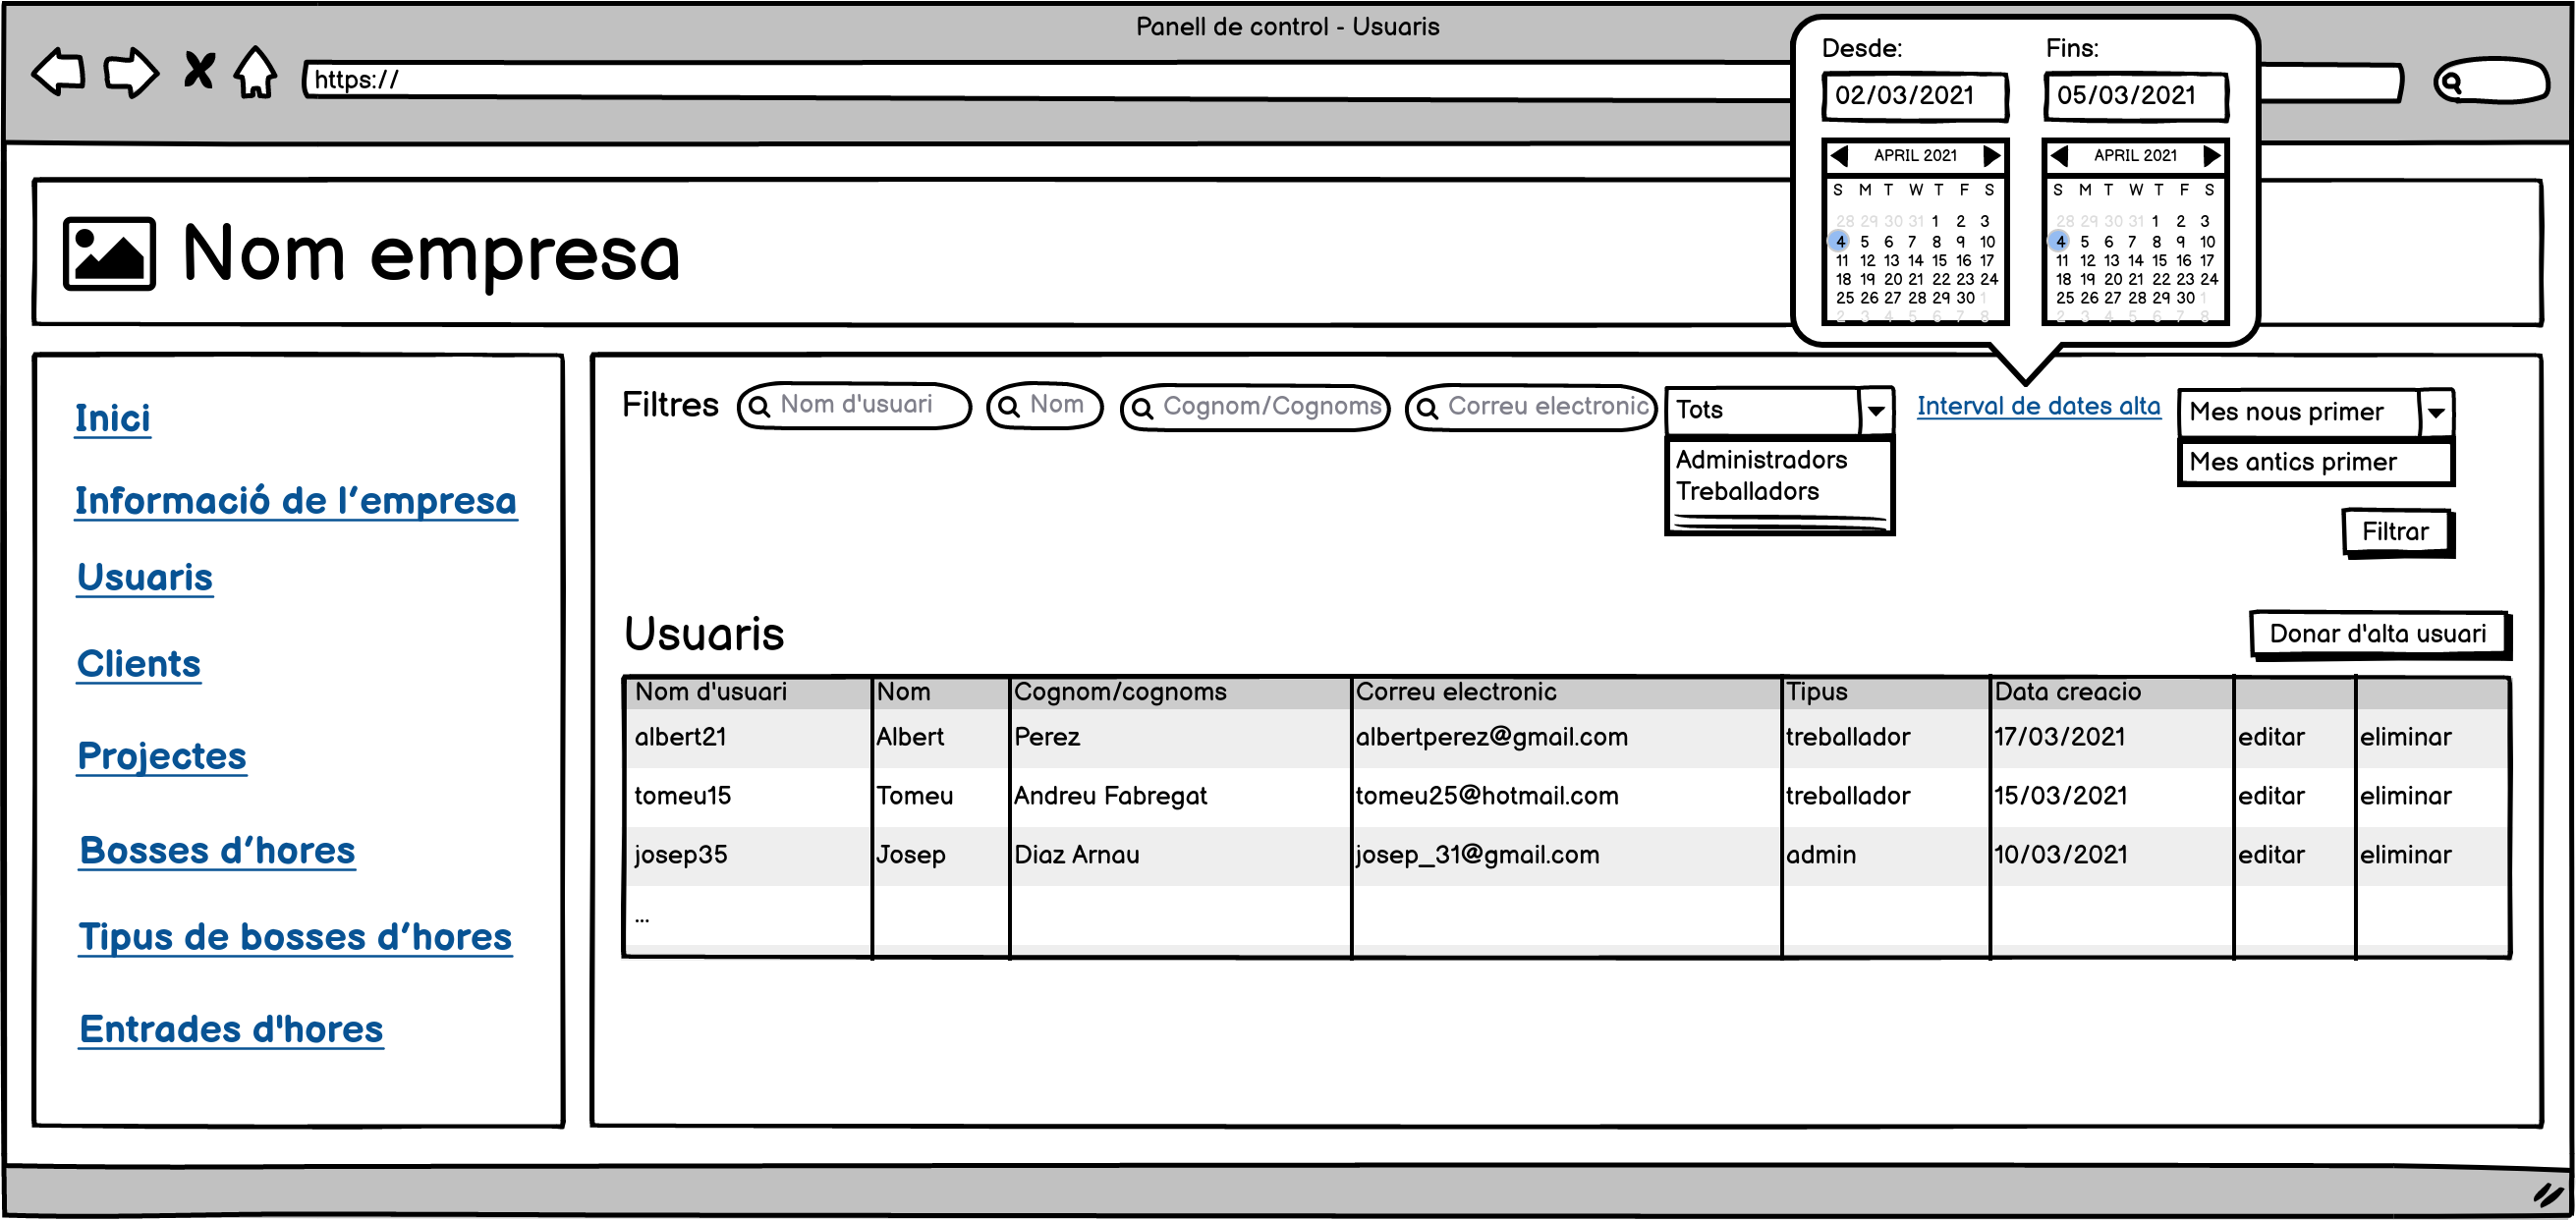 Panell de control - Usuaris
https://
Desde: Fins:
02/03/2021 05/03/2021
APRIL 2021 APRIL 2021
S M T W T F S S M T W T F S
28 29 30 31 1 2 3 28 29 30 31 1 2 3
4 5 6 7 8 9 10 4 5 6 7 8 9 10
11 12 13 14 15 16 17 11 12 13 14 15 16 17
18 19 20 21 22 23 24 18 19 20 21 22 23 24
25 26 27 28 29 30 1 25 26 27 28 29 30 1
2 3 4 5 6 7 8 2 3 4 5 6 7 8
Nom empresa
Inici
Informació de l’empresa
Usuaris
Clients
Projectes
Bosses d’hores
Tipus de bosses d’hores
Entrades d'hores
Filtres Nom d'usuari Nom Cognom/Cognoms Correu electronic Tots Interval de dates alta Mes nous primer
Administradors Mes antics primer
Treballadors
Filtrar
Usuaris Donar d'alta usuari
Nom d'usuari Nom Cognom/cognoms Correu electronic Tipus Data creacio
albert21 Albert Perez albertperez@gmail.com treballador 17/03/2021 editar eliminar
tomeu15 Tomeu Andreu Fabregat tomeu25@hotmail.com treballador 15/03/2021 editar eliminar
josep35 Josep Diaz Arnau josep_31@gmail.com admin 10/03/2021 editar eliminar
...